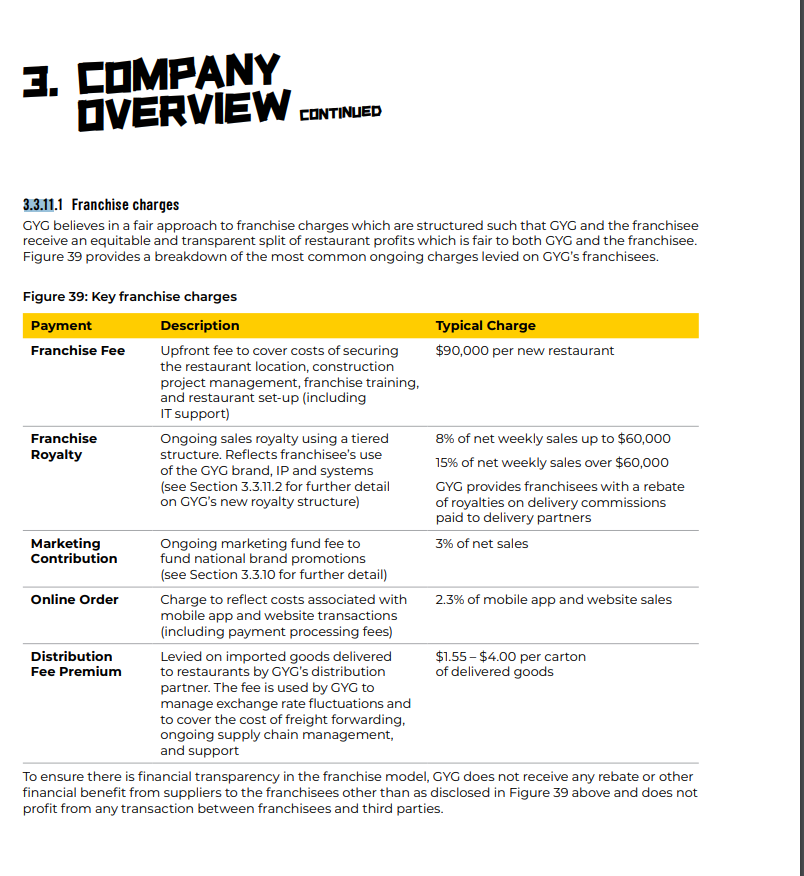 3. COMPANY
OVERVIEW CONTINUED
3.3.11.1 Franchise charges
GYG believes in a fair approach to franchise charges which are structured such that GYG and the franchisee
receive an equitable and transparent split of restaurant profits which is fair to both GYG and the franchisee.
Figure 39 provides a breakdown of the most common ongoing charges levied on GYG's franchisees.
Figure 39: Key franchise charges
Payment Description Typical Charge
Franchise Fee Upfront fee to cover costs of securing $90,000 per new restaurant
the restaurant location, construction
project management, franchise training,
and restaurant set-up (including
IT support)
Franchise Ongoing sales royalty using a tiered 8% of net weekly sales up to $60,000
Royalty structure. Reflects franchisee's use
15% of net weekly sales over $60,000
of the GYG brand, IP and systems
(see Section 3.3.11.2 for further detail GYG provides franchisees with a rebate
on GYG's new royalty structure) of royalties on delivery commissions
paid to delivery partners
Marketing Ongoing marketing fund fee to 3% of net sales
Contribution fund national brand promotions
(see Section 3.3.10 for further detail)
Online Order Charge to reflect costs associated with 2.3% of mobile app and website sales
mobile app and website transactions
(including payment processing fees)
Distribution Levied on imported goods delivered $1.55 – $4.00 per carton
Fee Premium to restaurants by GYG's distribution of delivered goods
partner. The fee is used by GYG to
manage exchange rate fluctuations and
to cover the cost of freight forwarding,
ongoing supply chain management,
and support
To ensure there is financial transparency in the franchise model, GYG does not receive any rebate or other
financial benefit from suppliers to the franchisees other than as disclosed in Figure 39 above and does not
profit from any transaction between franchisees and third parties.